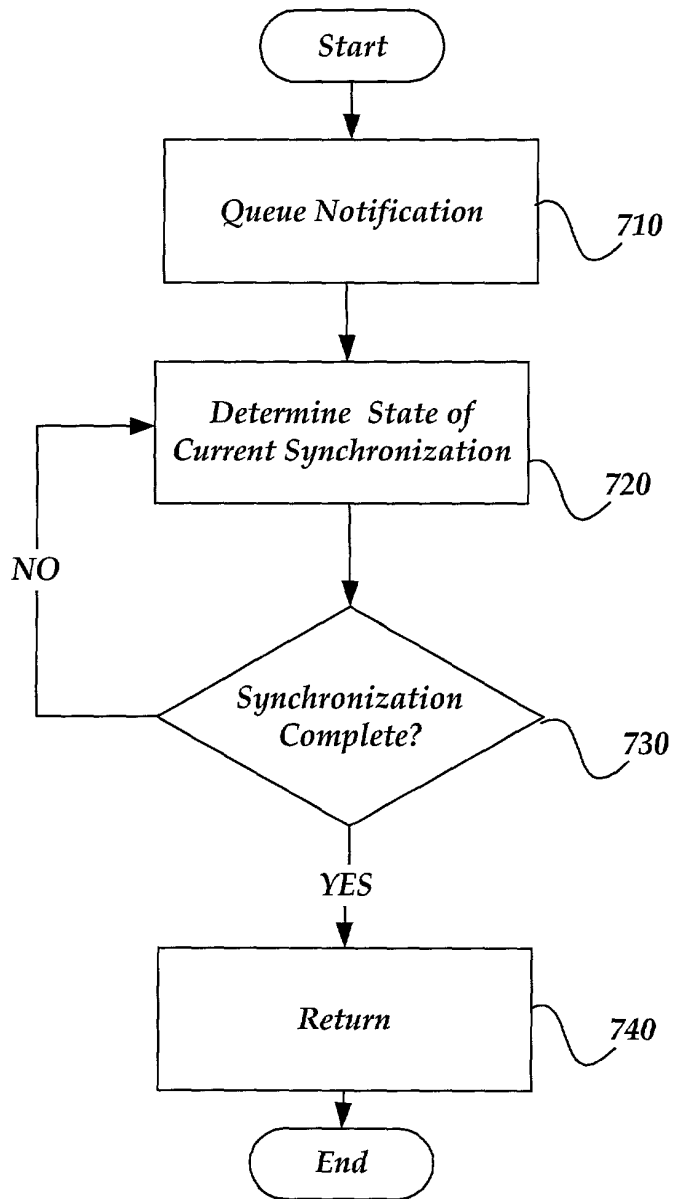 Start
Queue Notification
710
Determine State of
Current Synchronization
720
NO
Synchronization
Complete?
730
YES
Return
740
End